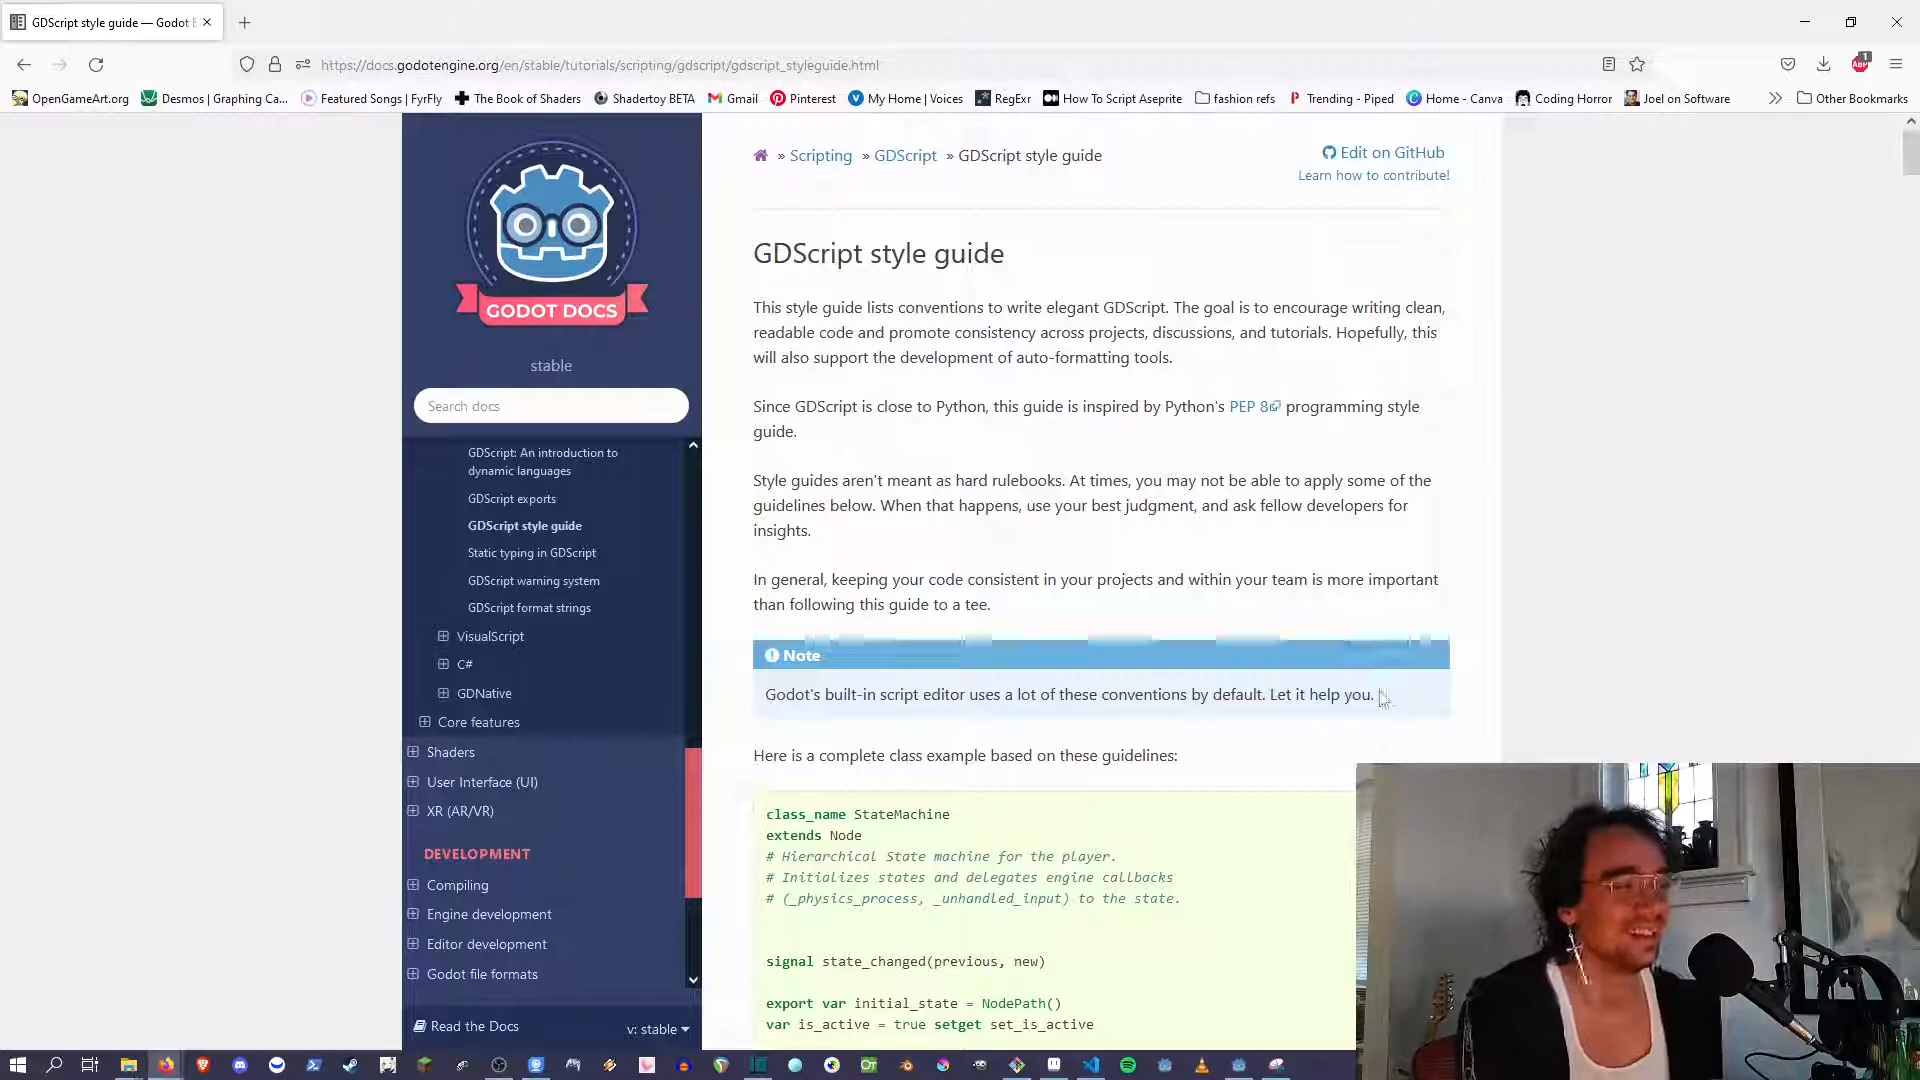 GDScript style guide — Godot E
https://docs.godotengine.org/en/stable/tutorials/scripting/gdscript/gdscript_styleguide.html
OpenGameArt.org
Desmos | Graphing Ca...
Featured Songs | FyrFly
The Book of Shaders
Shadertoy BETA
Gmail
Pinterest
My Home | Voices
RegExr
How To Script Aseprite
fashion refs
Trending - Piped
Home - Canva
Coding Horror
Joel on Software
Other Bookmarks
GODOT DOCS
stable
Search docs
GDScript: An introduction to
dynamic languages
GDScript exports
GDScript style guide
Static typing in GDScript
GDScript warning system
GDScript format strings
VisualScript
C#
GDNative
Core features
Shaders
User Interface (UI)
XR (AR/VR)
DEVELOPMENT
Compiling
Engine development
Editor development
Godot file formats
Read the Docs
v: stable
» Scripting » GDScript » GDScript style guide
Edit on GitHub
Learn how to contribute!
GDScript style guide
This style guide lists conventions to write elegant GDScript. The goal is to encourage writing clean,
readable code and promote consistency across projects, discussions, and tutorials. Hopefully, this
will also support the development of auto-formatting tools.
Since GDScript is close to Python, this guide is inspired by Python's PEP 8 programming style
guide.
Style guides aren't meant as hard rulebooks. At times, you may not be able to apply some of the
guidelines below. When that happens, use your best judgment, and ask fellow developers for
insights.
In general, keeping your code consistent in your projects and within your team is more important
than following this guide to a tee.
Note
Godot's built-in script editor uses a lot of these conventions by default. Let it help you.
Here is a complete class example based on these guidelines:
class_name StateMachine
extends Node
# Hierarchical State machine for the player.
# Initializes states and delegates engine callbacks
# (_physics_process, _unhandled_input) to the state.
signal state_changed(previous, new)
export var initial_state = NodePath()
var is_active = true setget set_is_active